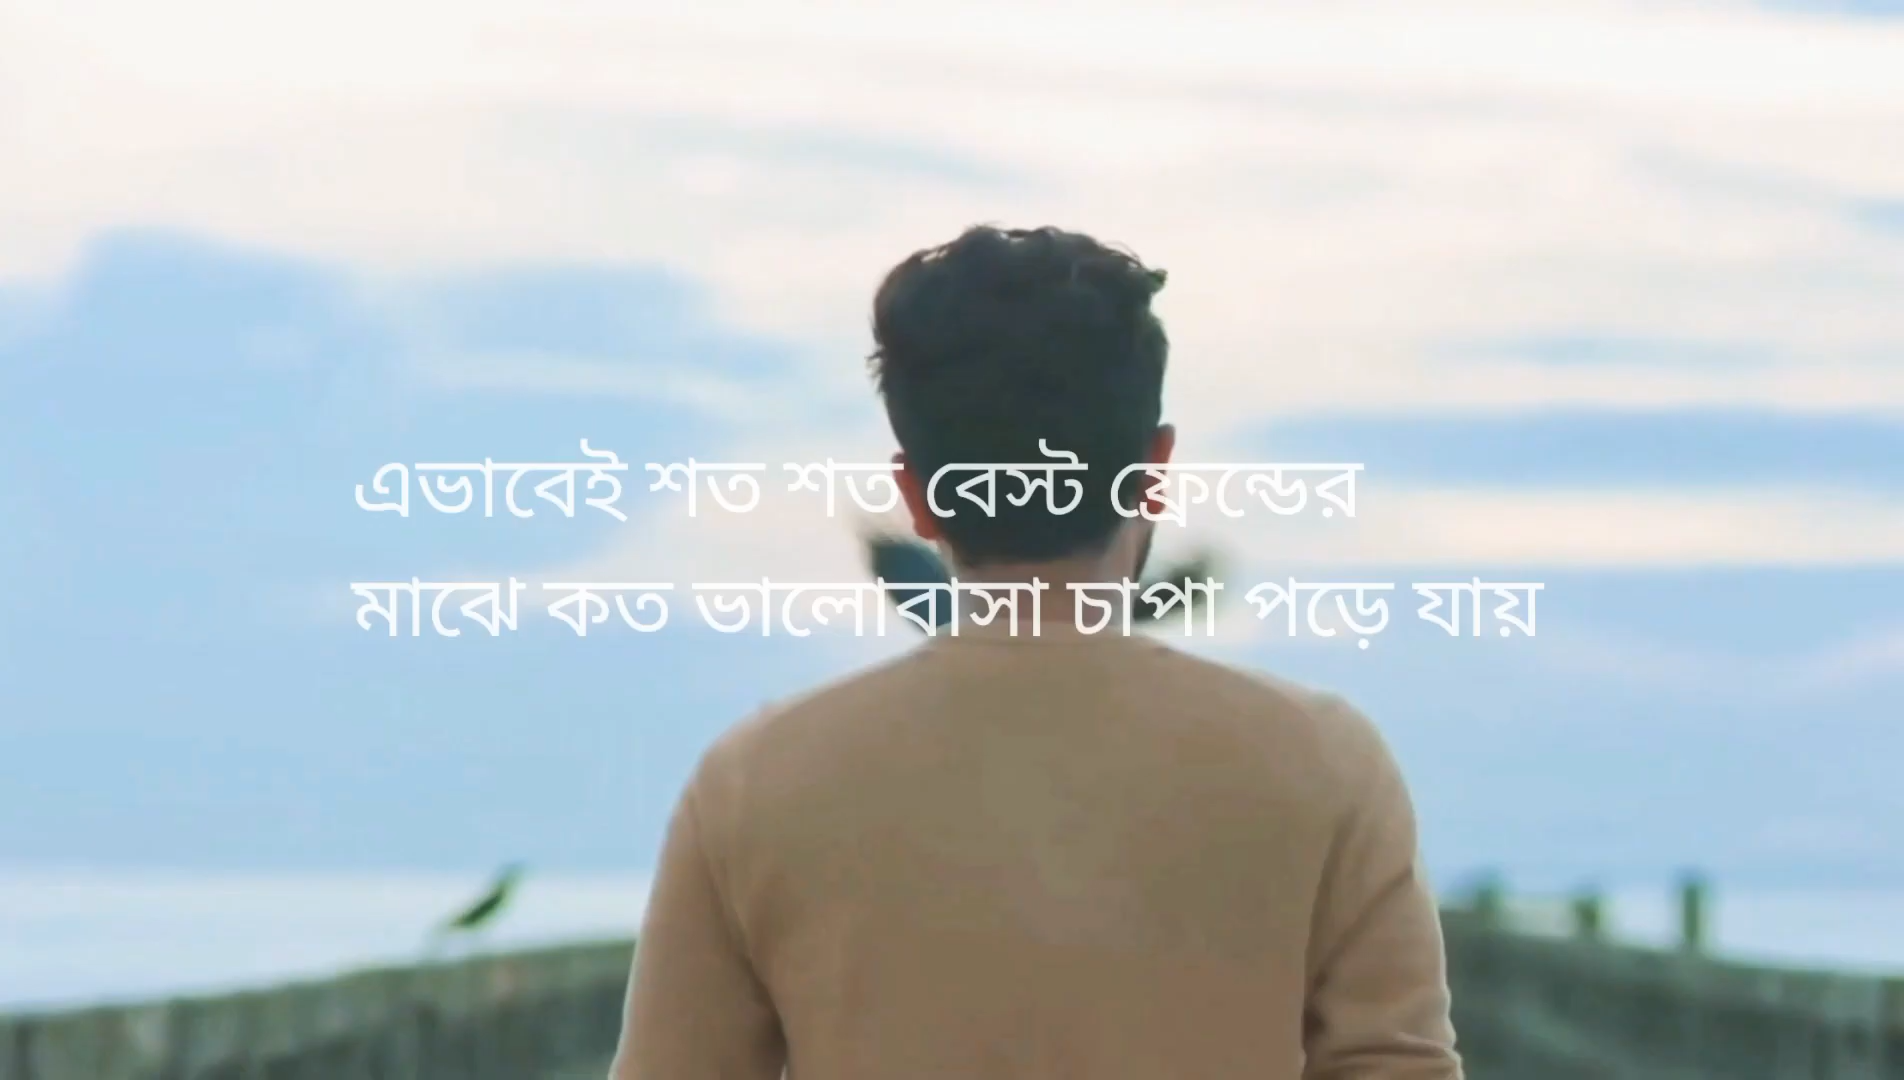 এভাবেই শত শত বেস্ট ফ্রেন্ডের
মাঝে কত ভালোবাসা চাপা পড়ে যায়